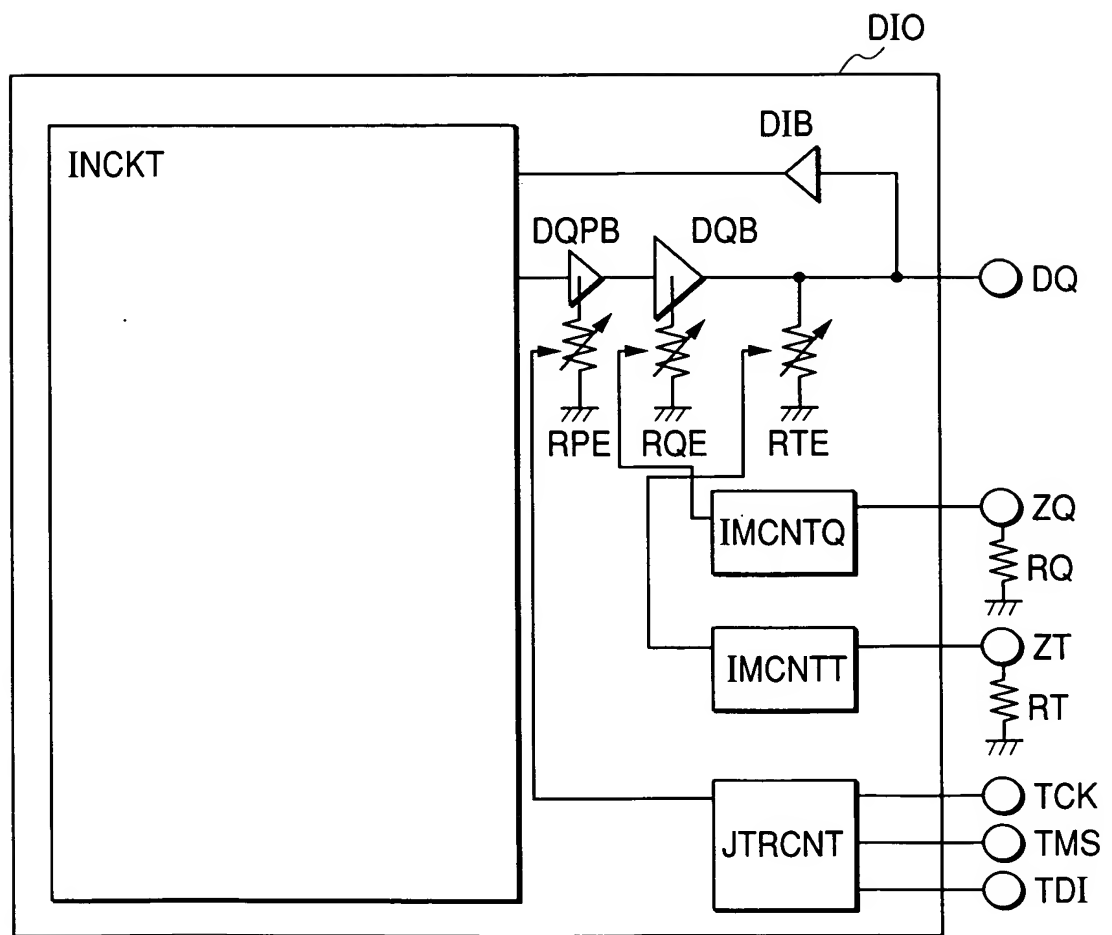 DIO
INCKT
DIB
DQPB
DQB
DQ
RPE
RQE
RTE
IMCNTQ
ZQ
RQ
IMCNTT
ZT
RT
JTRCNT
TCK
TMS
TDI